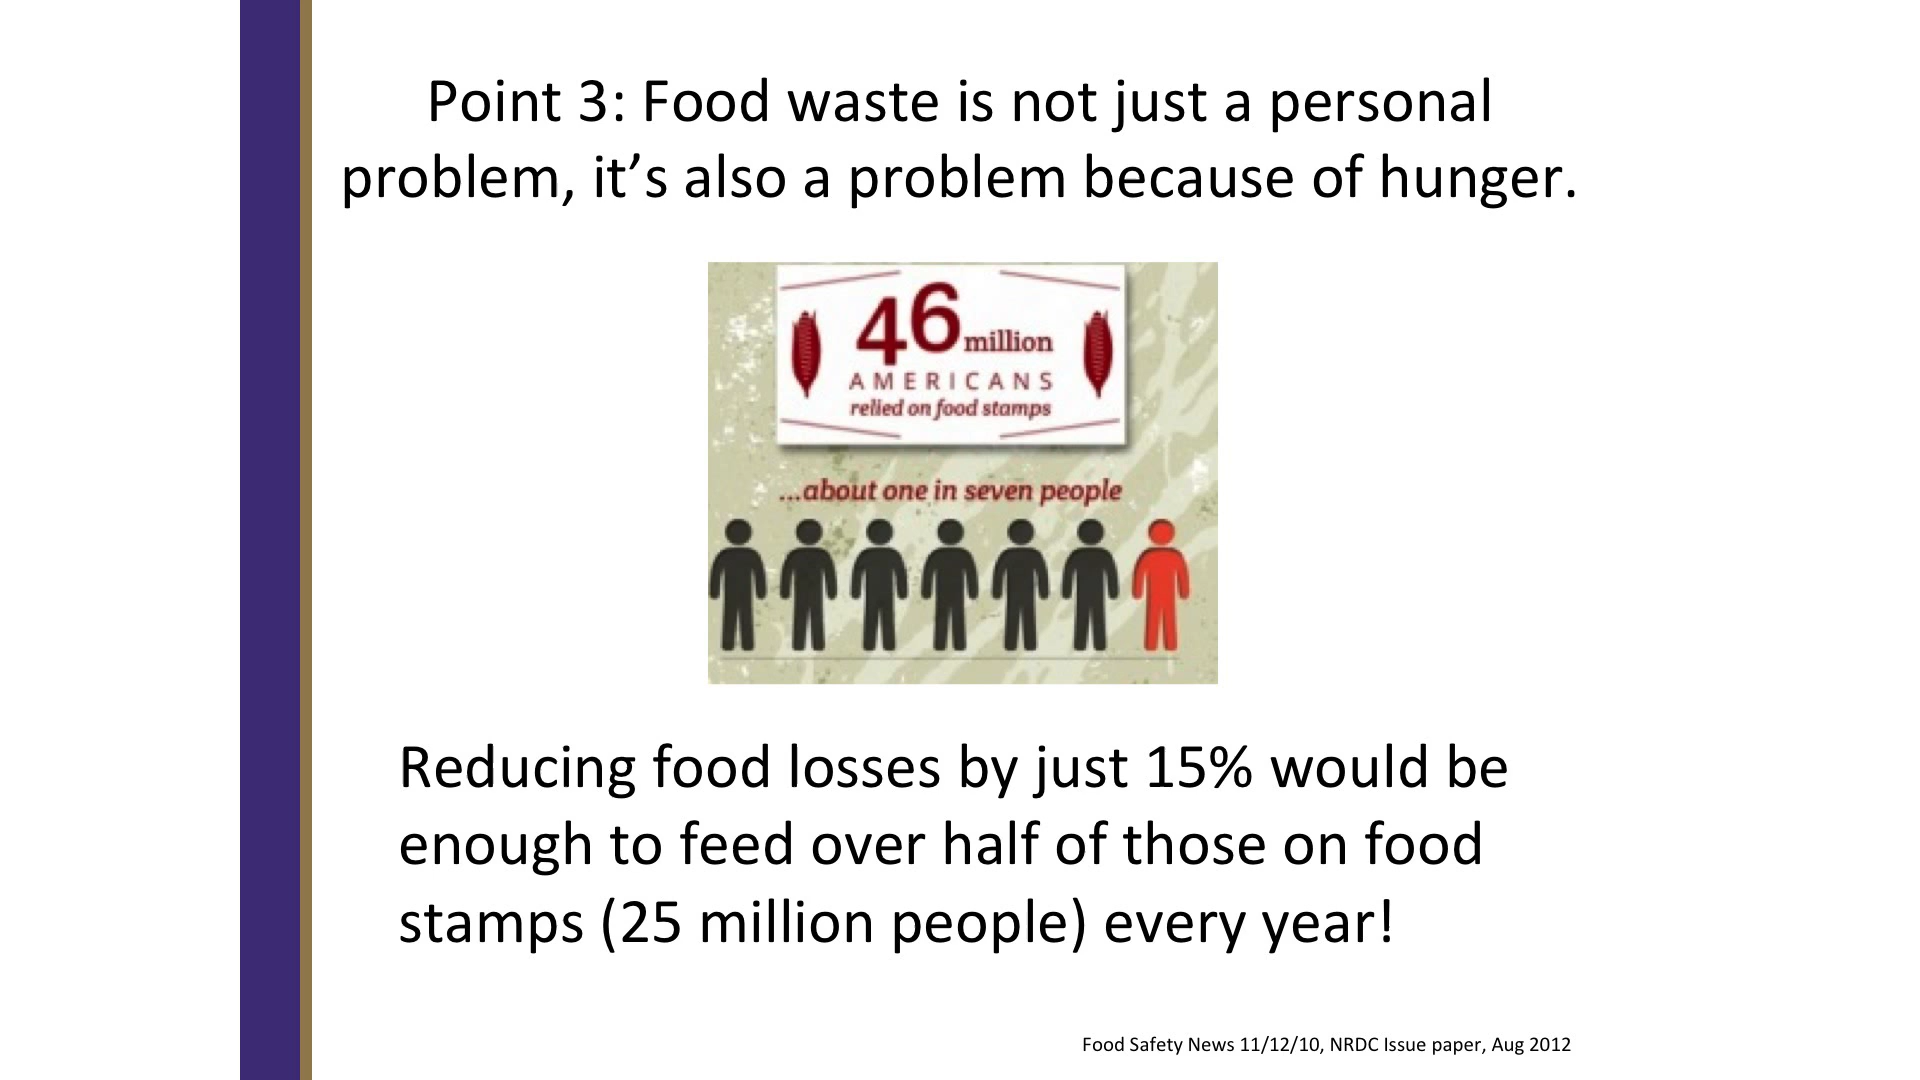 Point 3: Food waste is not just a personal
problem, it’s also a problem because of hunger.
46 million
AMERICANS
relied on food stamps
...about one in seven people
Reducing food losses by just 15% would be
enough to feed over half of those on food
stamps (25 million people) every year!
Food Safety News 11/12/10, NRDC Issue paper, Aug 2012